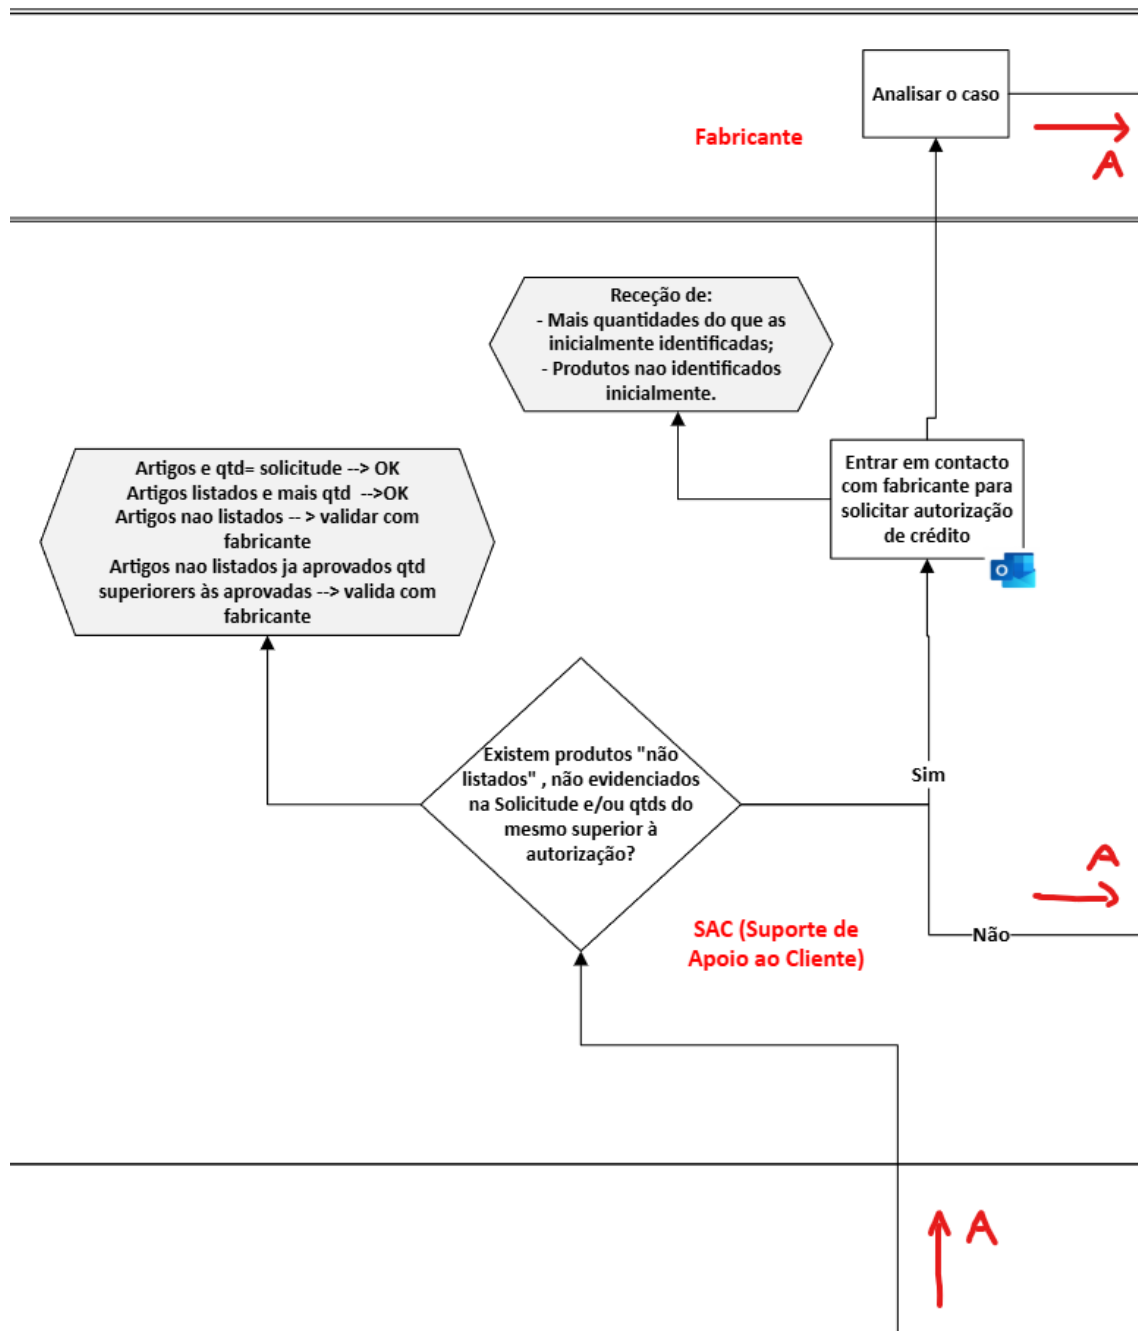 Analisar o caso
Fabricante
A
Receção de:
- Mais quantidades do que as
inicialmente identificadas;
- Produtos nao identificados
inicialmente.
Entrar em contacto
com fabricante para
solicitar autorização
de crédito
O
Artigos e qtd= solicitude --> OK
Artigos listados e mais qtd -->OK
Artigos nao listados -- > validar com
fabricante
Artigos nao listados ja aprovados qtd
superiorers às aprovadas --> valida com
fabricante
Existem produtos "não
listados" , não evidenciados
na Solicitude e/ou qtds do
mesmo superior à
autorização?
Sim
A
Não
SAC (Suporte de
Apoio ao Cliente)
A